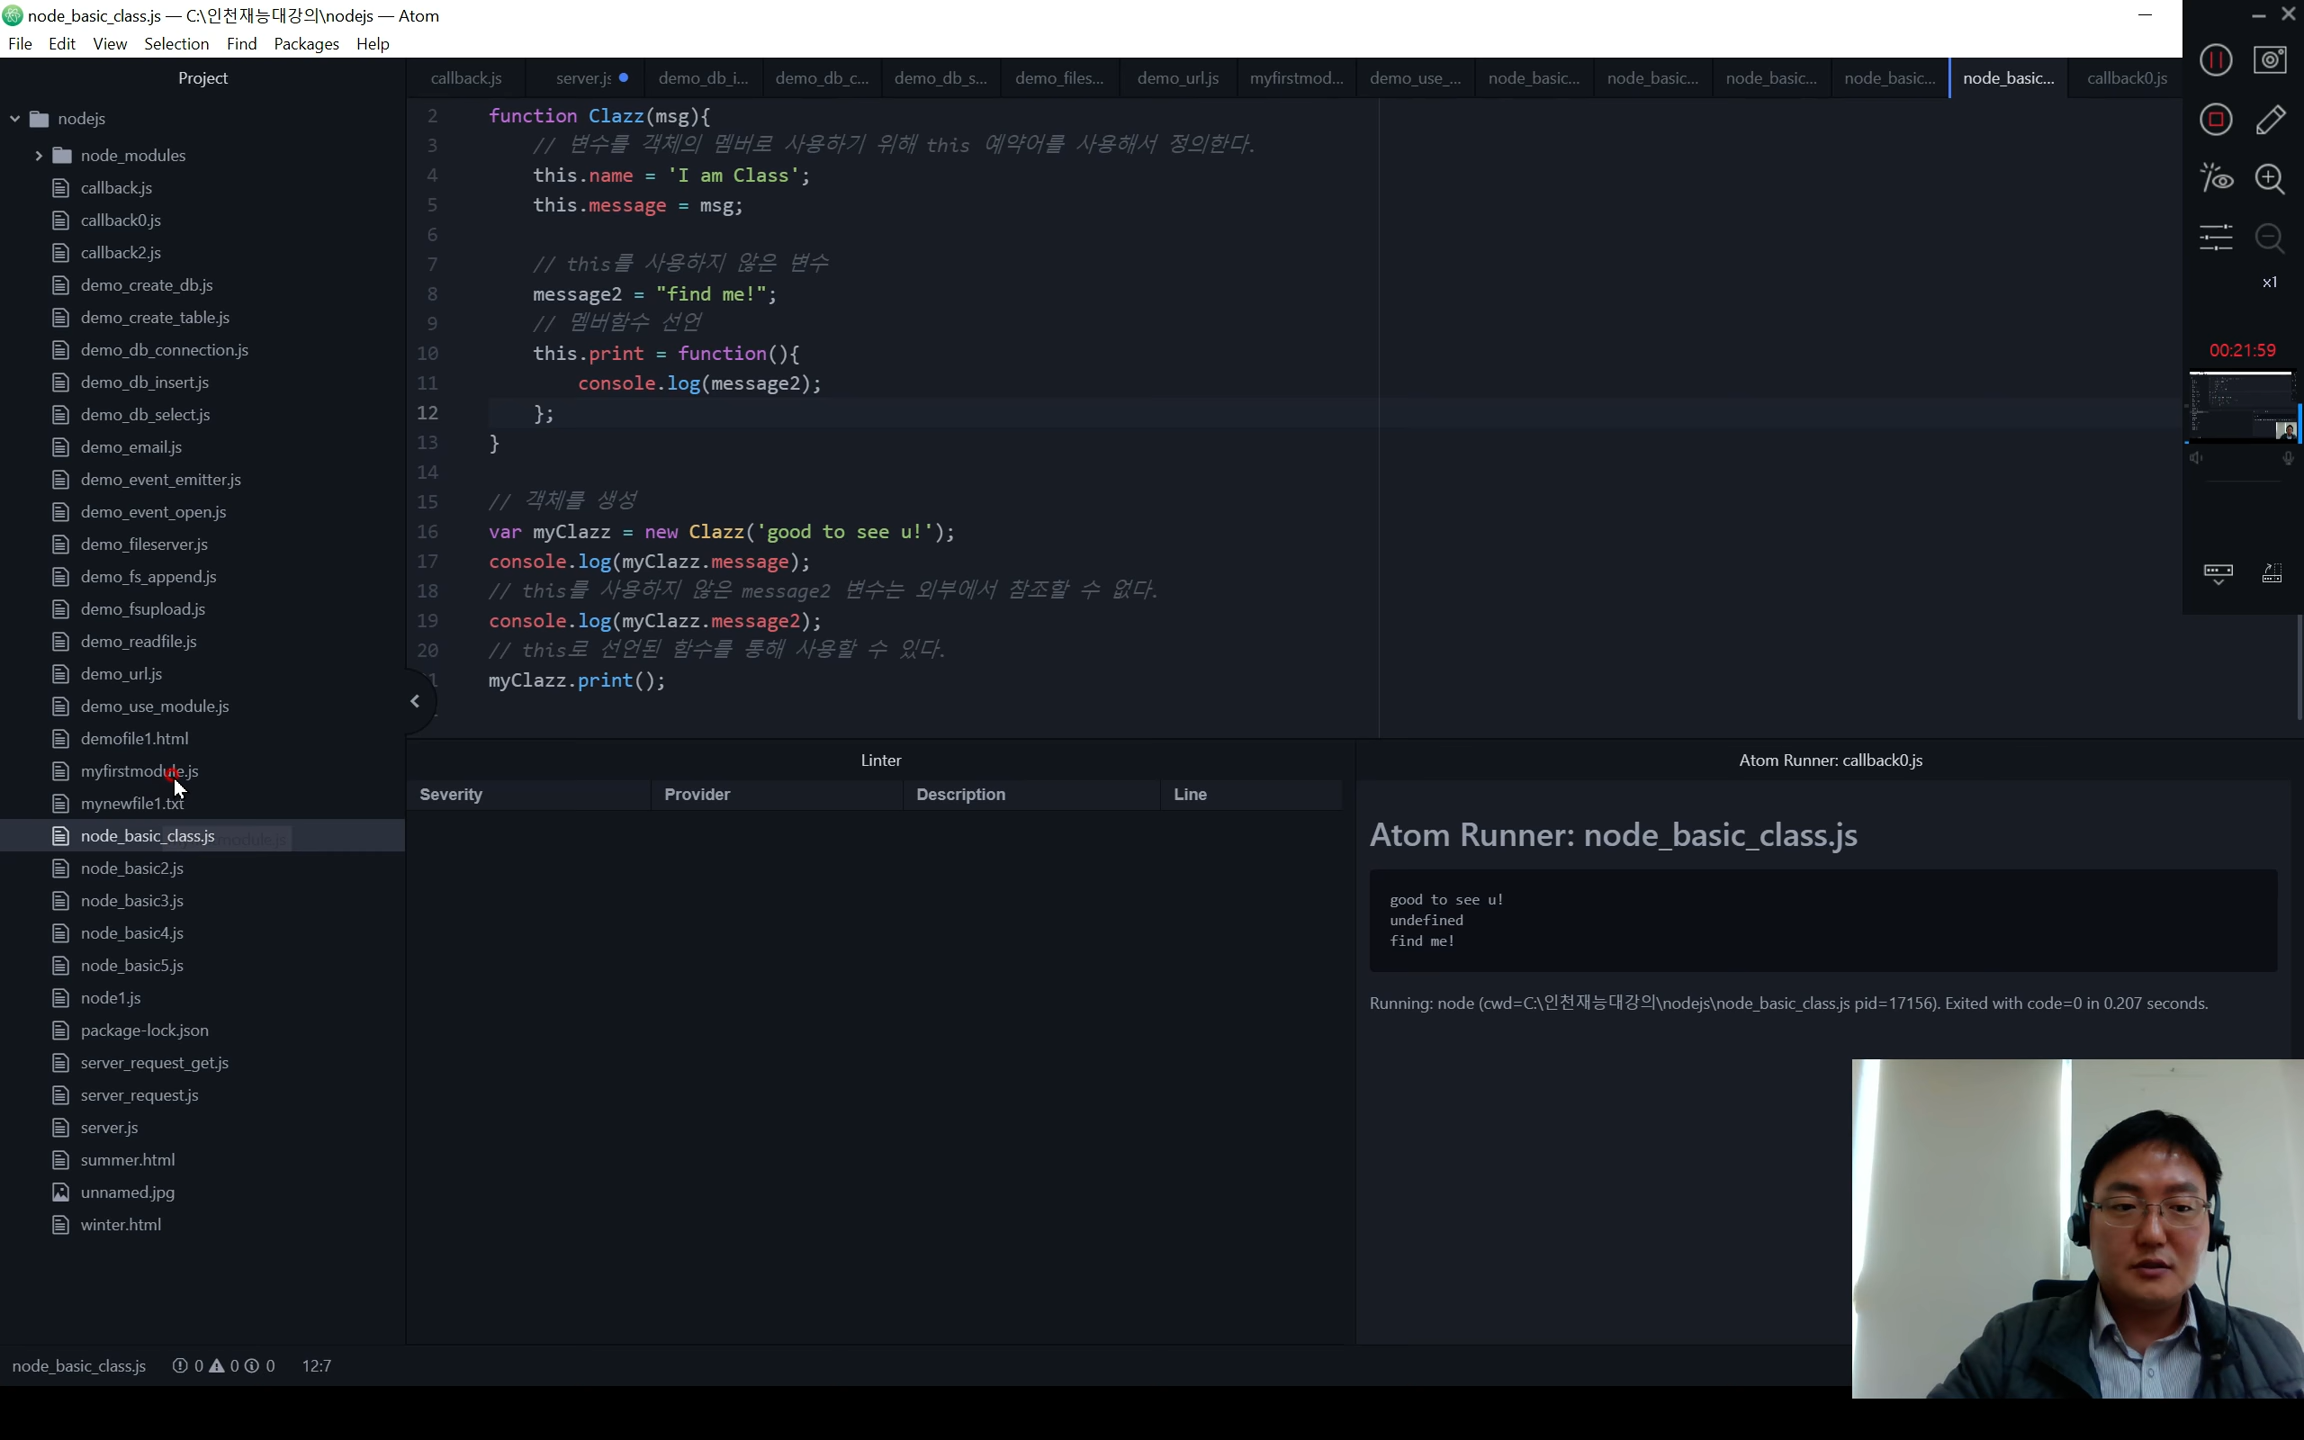 node_basic_class.js — C:\인천재능대강의\nodejs — Atom
File Edit View Selection Find Packages Help
Project
callback.js server.js demo_db_i... demo_db_c... demo_db_s... demo_files... demo_url.js myfirstmod... demo_use_... node_basic... node_basic... node_basic... node_basic... node_basic... callback0.js
nodejs
node_modules
callback.js
callback0.js
callback2.js
demo_create_db.js
demo_create_table.js
demo_db_connection.js
demo_db_insert.js
demo_db_select.js
demo_email.js
demo_event_emitter.js
demo_event_open.js
demo_fileserver.js
demo_fs_append.js
demo_fsupload.js
demo_readfile.js
demo_url.js
demo_use_module.js
demofile1.html
myfirstmodule.js
mynewfile1.txt
node_basic_class.js
node_basic2.js
node_basic3.js
node_basic4.js
node_basic5.js
node1.js
package-lock.json
server_request_get.js
server_request.js
server.js
summer.html
unnamed.jpg
winter.html
2 function Clazz(msg){
3 // 변수를 객체의 멤버로 사용하기 위해 this 예약어를 사용해서 정의한다.
4 this.name = 'I am Class';
5 this.message = msg;
6
7 // this를 사용하지 않은 변수
8 message2 = "find me!";
9 // 멤버함수 선언
10 this.print = function(){
11 console.log(message2);
12 };
13 }
14
15 // 객체를 생성
16 var myClazz = new Clazz('good to see u!');
17 console.log(myClazz.message);
18 // this를 사용하지 않은 message2 변수는 외부에서 참조할 수 없다.
19 console.log(myClazz.message2);
20 // this로 선언된 함수를 통해 사용할 수 있다.
myClazz.print();
x1
00:21:59
Linter
Severity Provider Description Line
Atom Runner: callback0.js
Atom Runner: node_basic_class.js
good to see u!
undefined
find me!
Running: node (cwd=C:\인천재능대강의\nodejs\node_basic_class.js pid=17156). Exited with code=0 in 0.207 seconds.
node_basic_class.js 0 0 0 12:7